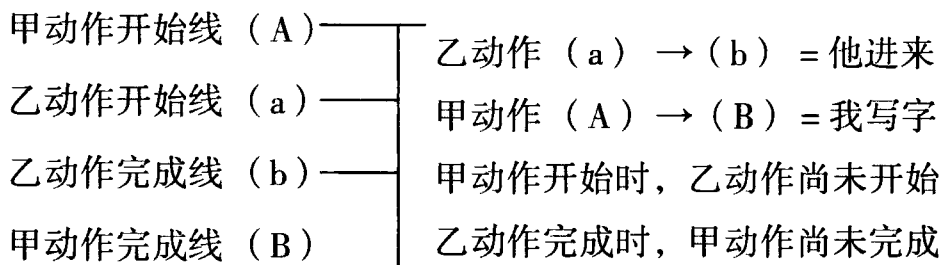 甲动作开始线（A）
乙动作开始线（a）
乙动作完成线（b）
甲动作完成线（B）
乙动作（a）→（b）=他进来
甲动作（A）→（B）=我写字
甲动作开始时，乙动作尚未开始
乙动作完成时，甲动作尚未完成